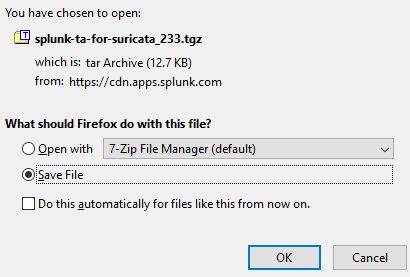 You have chosen to open:
splunk-ta-for-suricata_233.tgz
which is: tar Archive (12.7 KB)
from: https://cdn.apps.splunk.com
What should Firefox do with this file?
Open with 7-Zip File Manager (default)
Save File
Do this automatically for files like this from now on.
OK Cancel